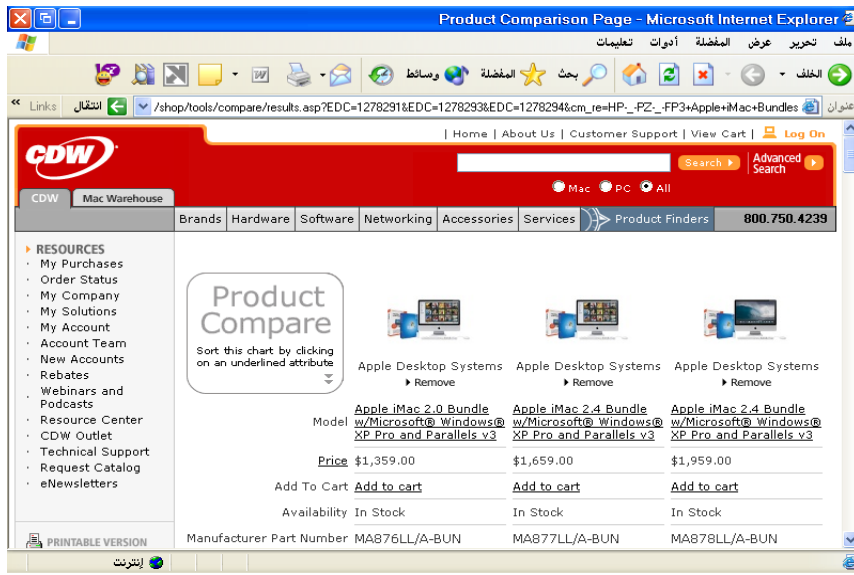 Product Comparison Page - Microsoft Internet Explorer
ملف تحرير عرض المفضلة أدوات تعليمات
الخلف بحث المفضلة وسائط
عنوان /shop/tools/compare/results.asp?EDC=1278291&EDC=1278293&EDC=1278294&cm_re=HP-_-PZ-_-FP3+Apple+iMac+Bundles انتقال Links
| Home | About Us | Customer Support | View Cart | Log On
CDW
Search
Advanced Search
Mac PC All
CDW Mac Warehouse
Brands Hardware Software Networking Accessories Services Product Finders 800.750.4239
RESOURCES
· My Purchases
· Order Status
· My Company
· My Solutions
· My Account
· Account Team
· New Accounts
· Rebates
· Webinars and
Podcasts
· Resource Center
· CDW Outlet
· Technical Support
· Request Catalog
· eNewsletters
PRINTABLE VERSION
Product
Compare
Sort this chart by clicking
on an underlined attribute
Apple Desktop Systems Apple Desktop Systems Apple Desktop Systems
Remove Remove Remove
Model
Apple iMac 2.0 Bundle
w/Microsoft® Windows®
XP Pro and Parallels v3
Apple iMac 2.4 Bundle
w/Microsoft® Windows®
XP Pro and Parallels v3
Apple iMac 2.4 Bundle
w/Microsoft® Windows®
XP Pro and Parallels v3
Price $1,359.00 $1,659.00 $1,959.00
Add To Cart Add to cart Add to cart Add to cart
Availability In Stock In Stock In Stock
Manufacturer Part Number MA876LL/A-BUN MA877LL/A-BUN MA878LL/A-BUN
إنترنت